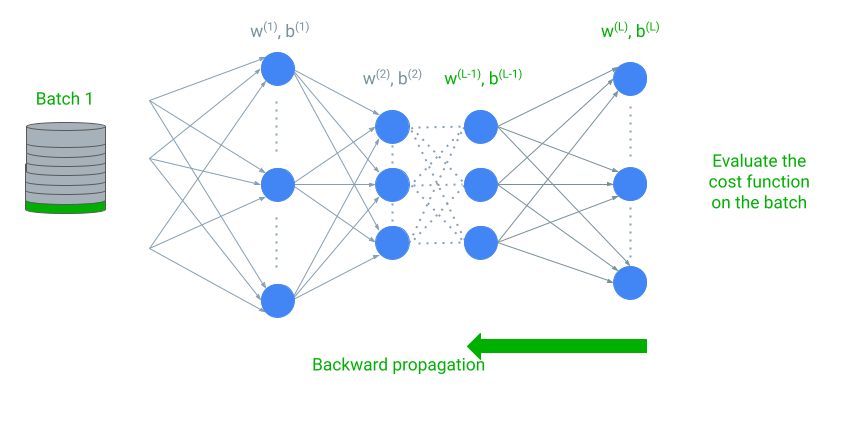 w(1), b(1)
w(L), b(L)
w(2), b(2)
w(L-1), b(L-1)
Batch 1
Evaluate the
cost function
on the batch
Backward propagation